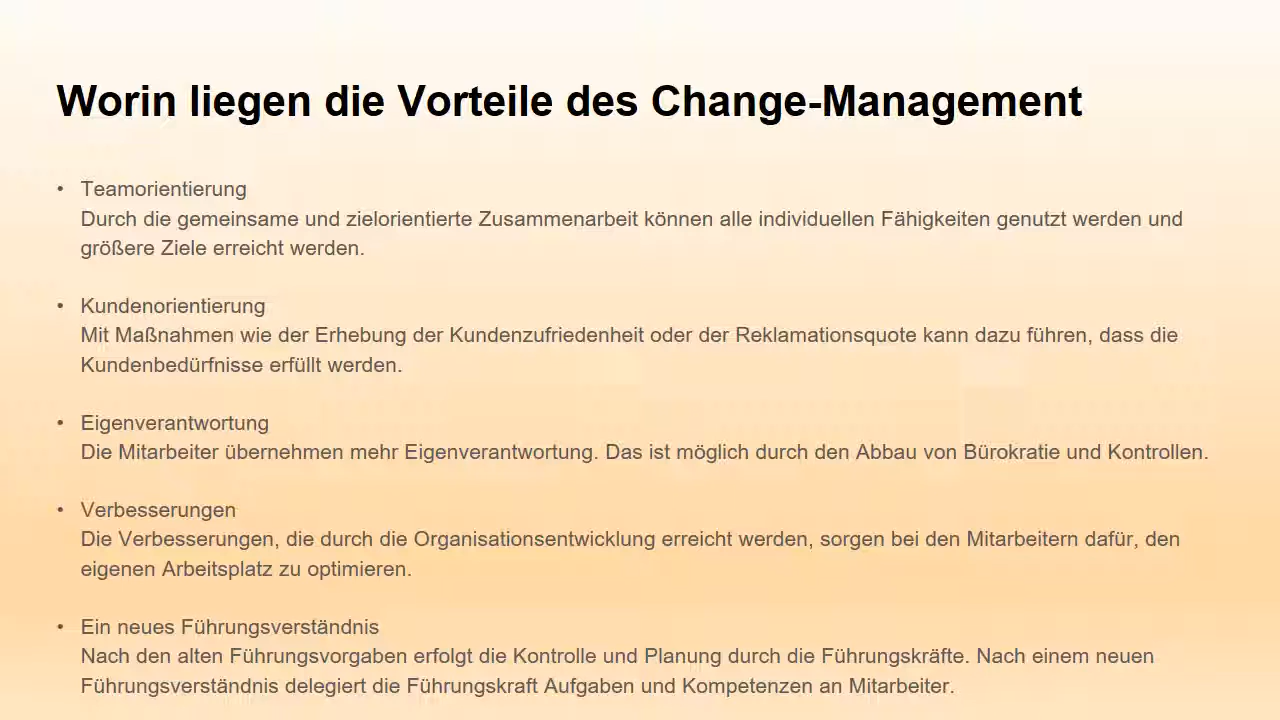 Worin liegen die Vorteile des Change-Management
• Teamorientierung
Durch die gemeinsame und zielorientierte Zusammenarbeit können alle individuellen Fähigkeiten genutzt werden und
größere Ziele erreicht werden.
• Kundenorientierung
Mit Maßnahmen wie der Erhebung der Kundenzufriedenheit oder der Reklamationsquote kann dazu führen, dass die
Kundenbedürfnisse erfüllt werden.
• Eigenverantwortung
Die Mitarbeiter übernehmen mehr Eigenverantwortung. Das ist möglich durch den Abbau von Bürokratie und Kontrollen.
• Verbesserungen
Die Verbesserungen, die durch die Organisationsentwicklung erreicht werden, sorgen bei den Mitarbeitern dafür, den
eigenen Arbeitsplatz zu optimieren.
• Ein neues Führungsverständnis
Nach den alten Führungsvorgaben erfolgt die Kontrolle und Planung durch die Führungskräfte. Nach einem neuen
Führungsverständnis delegiert die Führungskraft Aufgaben und Kompetenzen an Mitarbeiter.